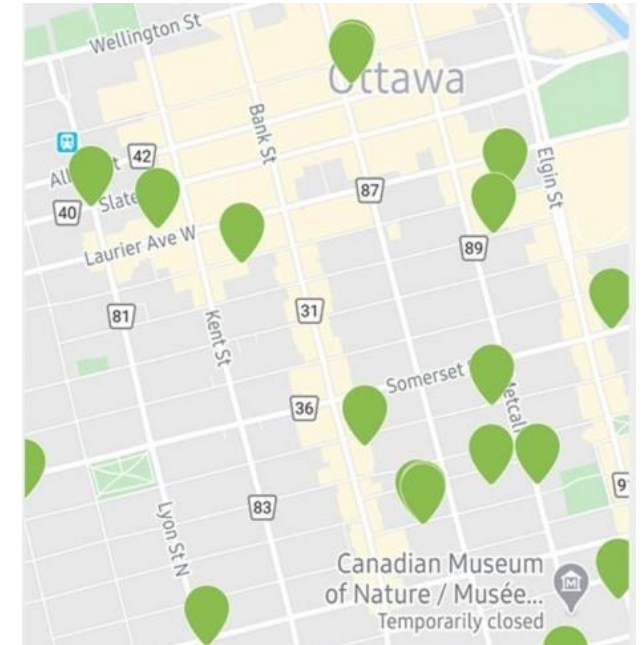 Wellington St
Ottawa
Bank St
42
Slate
40
87
Elgin St
Laurier Ave W
89
81
31
Kent St
Somerset
Metcal
36
83
Lyon St N
Canadian Museum
of Nature / Musée...
Temporarily closed